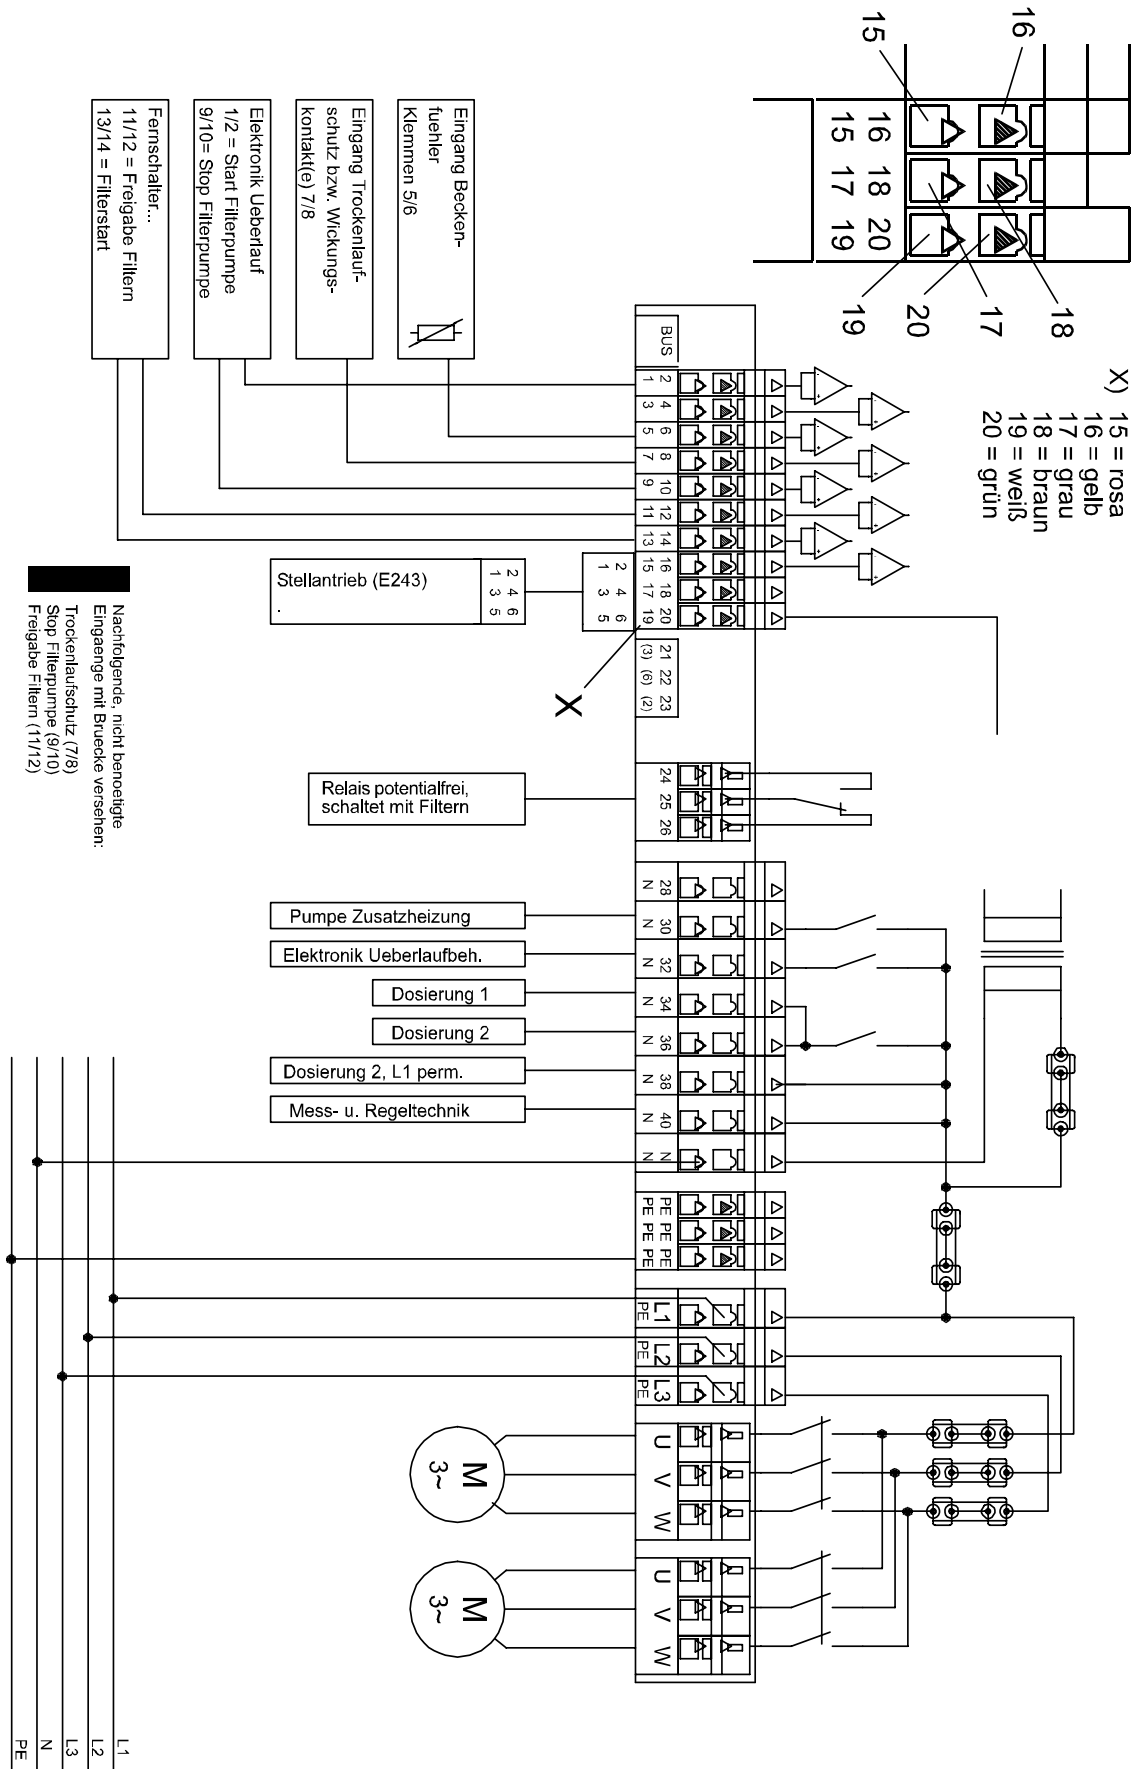 15
16
16 18 20
15 17 19
19
20
17
18
X) 15 = rosa
16 = gelb
17 = grau
18 = braun
19 = weiß
20 = grün
Eingang Becken-
fuehler
Klemmen 5/6
Eingang Trockenlauf-
schutz bzw. Wickungs-
kontakt(e) 7/8
Elektronik Ueberlauf
1/2 = Start Filterpumpe
9/10= Stop Filterpumpe
Fernschalter...
11/12 = Freigabe Filtern
13/14 = Filterstart
BUS
2 4 6 8 10 12 14 16 18 20
1 3 5 7 9 11 13 15 17 19
- - - - - - - -
+ + + + + + + +
Stellantrieb (E243)
.
2 4 6
1 3 5
2 4 6
1 3 5
21 22 23
(3) (6) (2)
X
Nachfolgende, nicht benoetigte
Eingaenge mit Bruecke versehen:
Trockenlaufschutz (7/8)
Stop Filterpumpe (9/10)
Freigabe Filtern (11/12)
Relais potentialfrei,
schaltet mit Filtern
24 25 26
Pumpe Zusatzheizung
Elektronik Ueberlaufbeh.
Dosierung 1
Dosierung 2
Dosierung 2, L1 perm.
Mess- u. Regeltechnik
28 30 32 34 36 38 40 N
N N N N N N N N
PE PE PE
PE PE PE
L1 L2 L3
PE PE PE
U V W
M
3~
U V W
M
3~
L1
L2
L3
N
PE